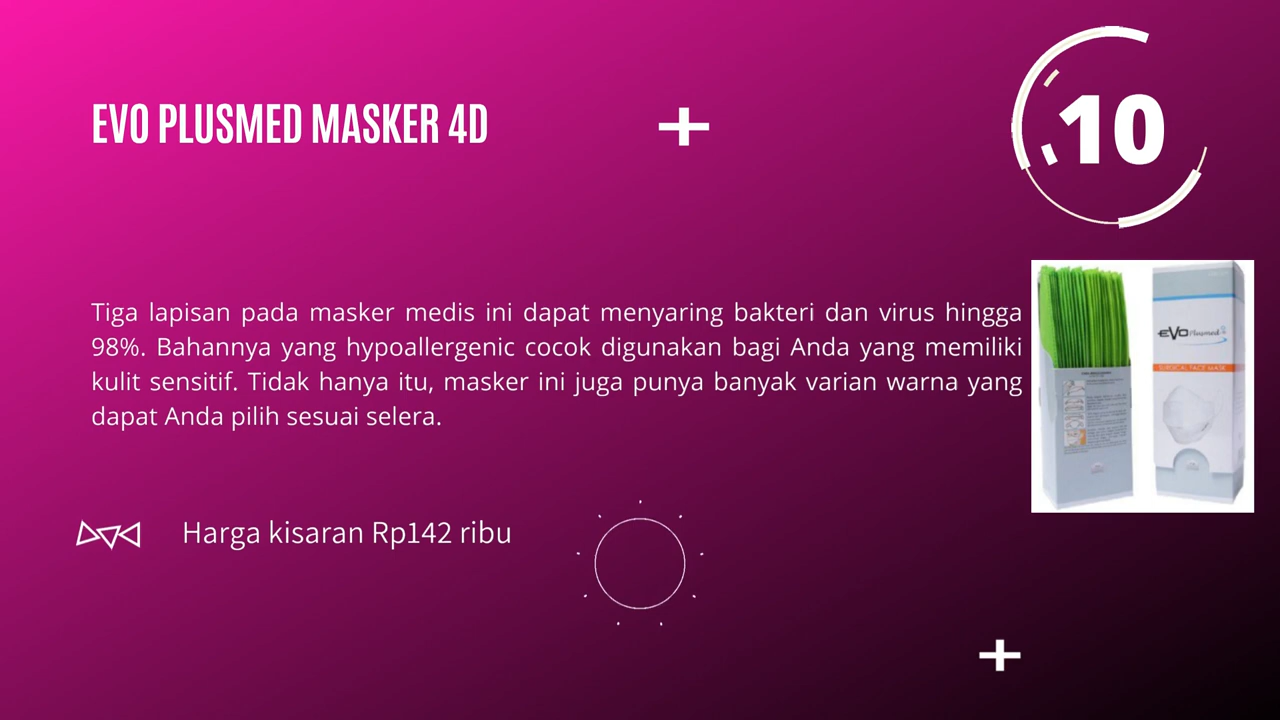 EVO PLUSMED MASKER 4D
.10
Tiga lapisan pada masker medis ini dapat menyaring bakteri dan virus hingga
98%. Bahannya yang hypoallergenic cocok digunakan bagi Anda yang memiliki
kulit sensitif. Tidak hanya itu, masker ini juga punya banyak varian warna yang
dapat Anda pilih sesuai selera.
EVO Plusmed
SURGICAL FACE MASK
Harga kisaran Rp142 ribu